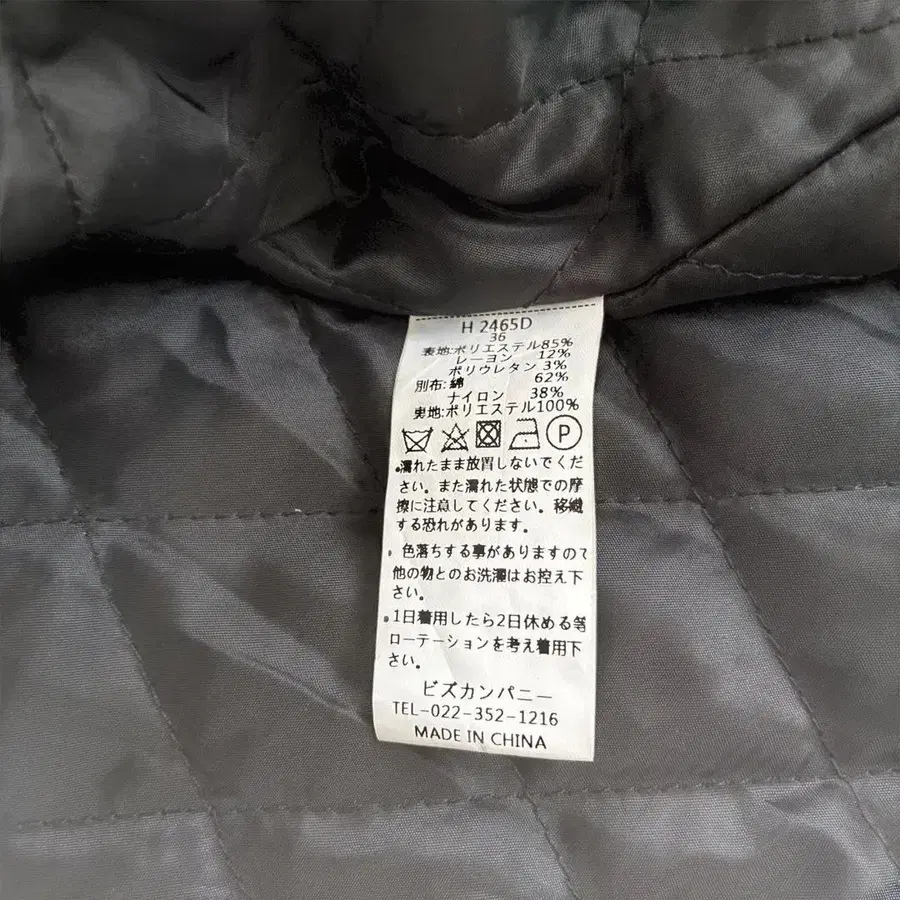 H 2465D
36
表地:ポリエステル85%
レーヨン 12%
ポリウレタン 3%
別布:綿 62%
ナイロン 38%
裏地:ポリエステル100%
P
•濡れたまま放置しないでくだ
さい。また濡れた状態での摩
擦に注意してください。移染
する恐れがあります。
•色落ちする事がありますので
他の物とのお洗濯はお控え下
さい。
•1日着用したら2日休める等
ローテーションを考え着用下
さい。
ビズカンパニー
TEL-022-352-1216
MADE IN CHINA